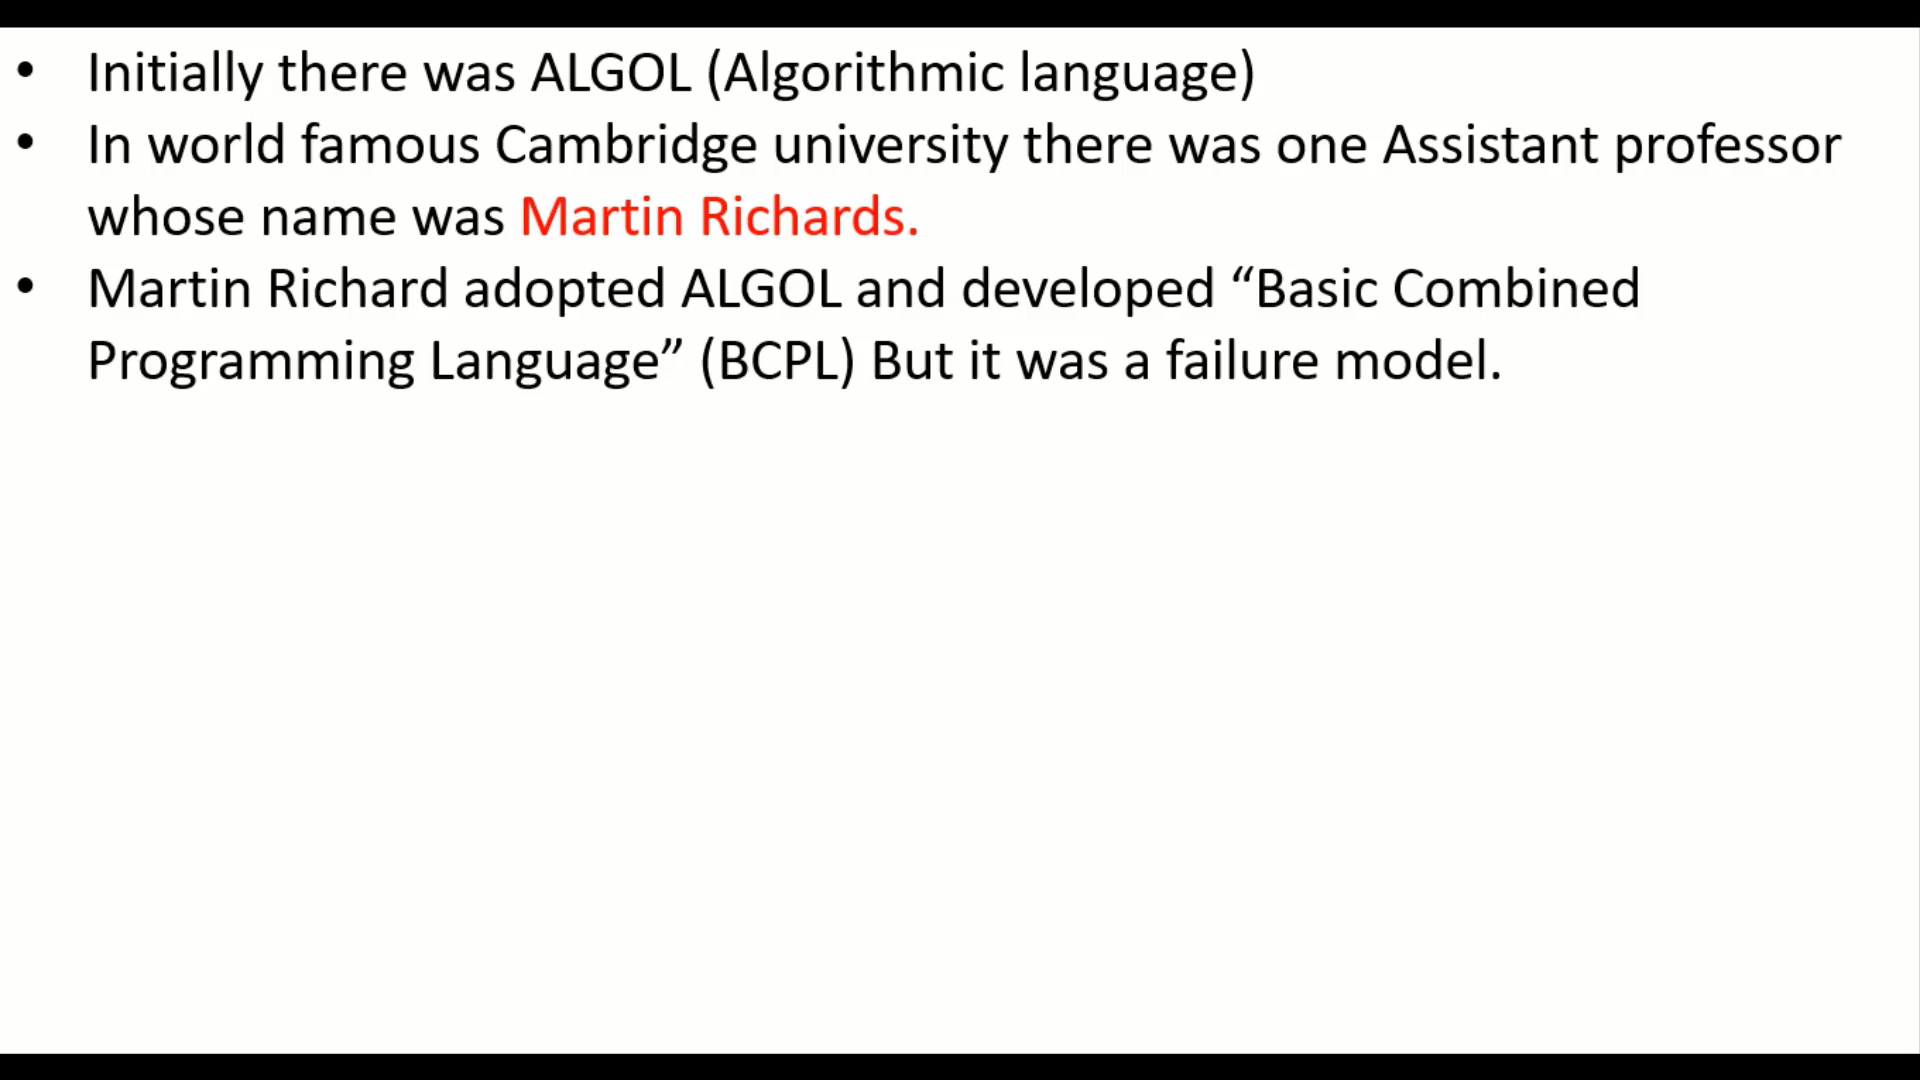 • Initially there was ALGOL (Algorithmic language)
• In world famous Cambridge university there was one Assistant professor
whose name was Martin Richards.
• Martin Richard adopted ALGOL and developed “Basic Combined
Programming Language” (BCPL) But it was a failure model.